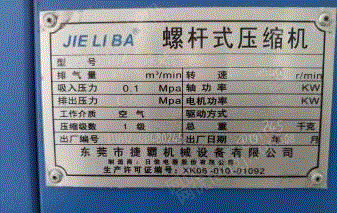 JIE LI BA 螺杆式压缩机
型 号
排气量 m³/min 转 速 r/min
吸入压力 0.1 Mpa 轴功率 KW
排出压力 Mpa 电机功率 KW
工作介质 空气 驱动方式
压缩级数 1 级 总 重 千克
出厂编号 出厂日期 年 月
东莞市捷霸机械设备有限公司
生产许可证编号: XK06-010-01092